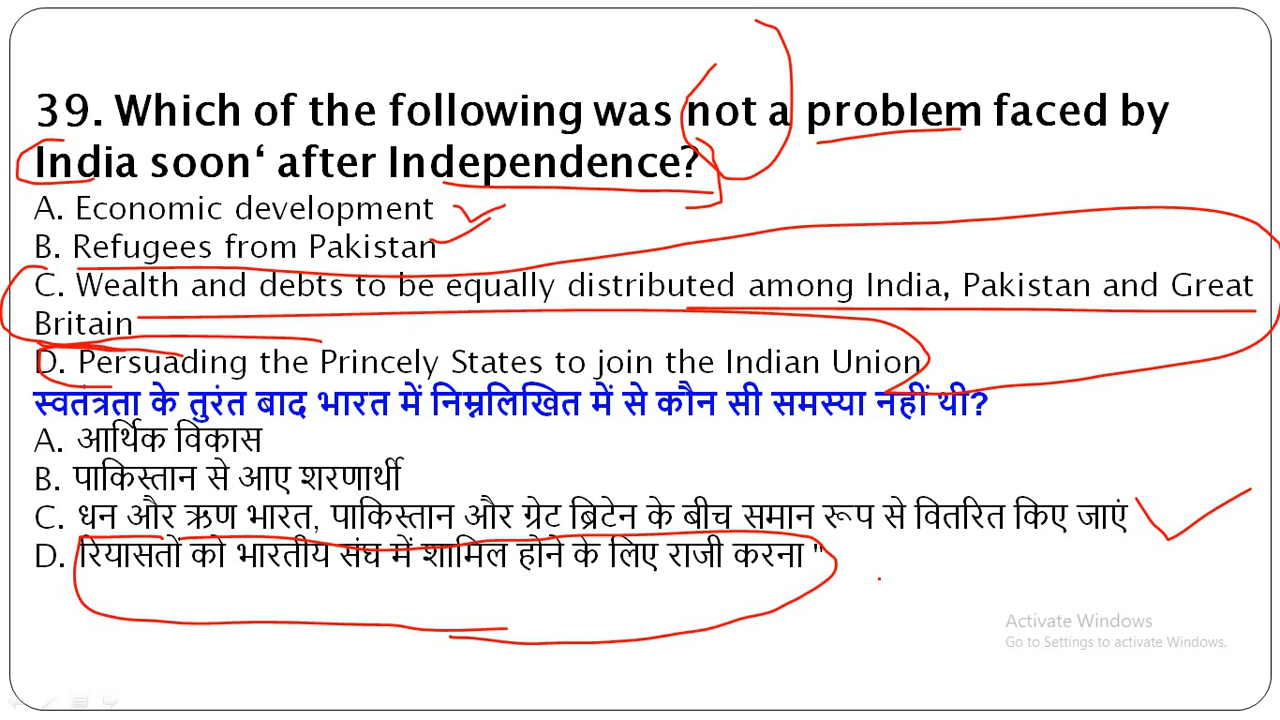 39. Which of the following was not a problem faced by
India soon‘ after Independence?
A. Economic development
B. Refugees from Pakistan
C. Wealth and debts to be equally distributed among India, Pakistan and Great
Britain
D. Persuading the Princely States to join the Indian Union
स्वतंत्रता के तुरंत बाद भारत में निम्नलिखित में से कौन सी समस्या नहीं थी?
A. आर्थिक विकास
B. पाकिस्तान से आए शरणार्थी
C. धन और ऋण भारत, पाकिस्तान और ग्रेट ब्रिटेन के बीच समान रूप से वितरित किए जाएं
D. रियासतों को भारतीय संघ में शामिल होने के लिए राजी करना "
Activate Windows
Go to Settings to activate Windows.